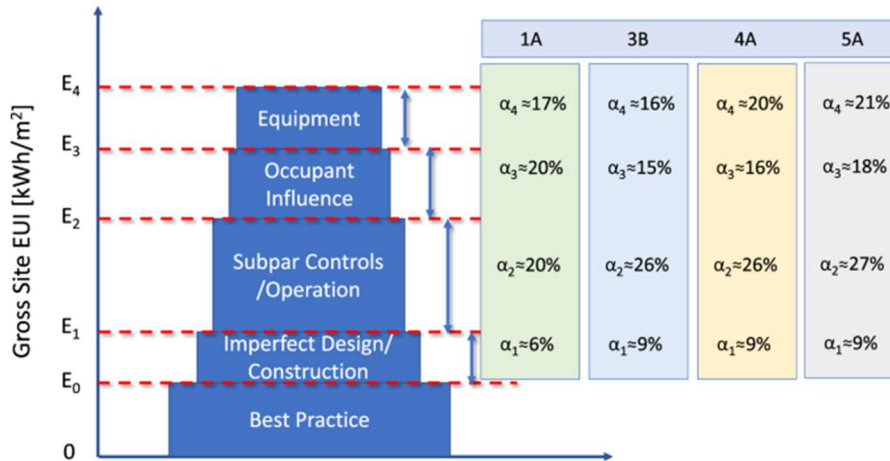 1A 3B 4A 5A
E₄
α₄≈17% α₄≈16% α₄≈20% α₄≈21%
Equipment
E₃
α₃≈20% α₃≈15% α₃≈16% α₃≈18%
Occupant
Influence
E₂
Gross Site EUI [kWh/m²]
Subpar Controls
/Operation
α₂≈20% α₂≈26% α₂≈26% α₂≈27%
E₁
Imperfect Design/
Construction
α₁≈6% α₁≈9% α₁≈9% α₁≈9%
E₀
Best Practice
0